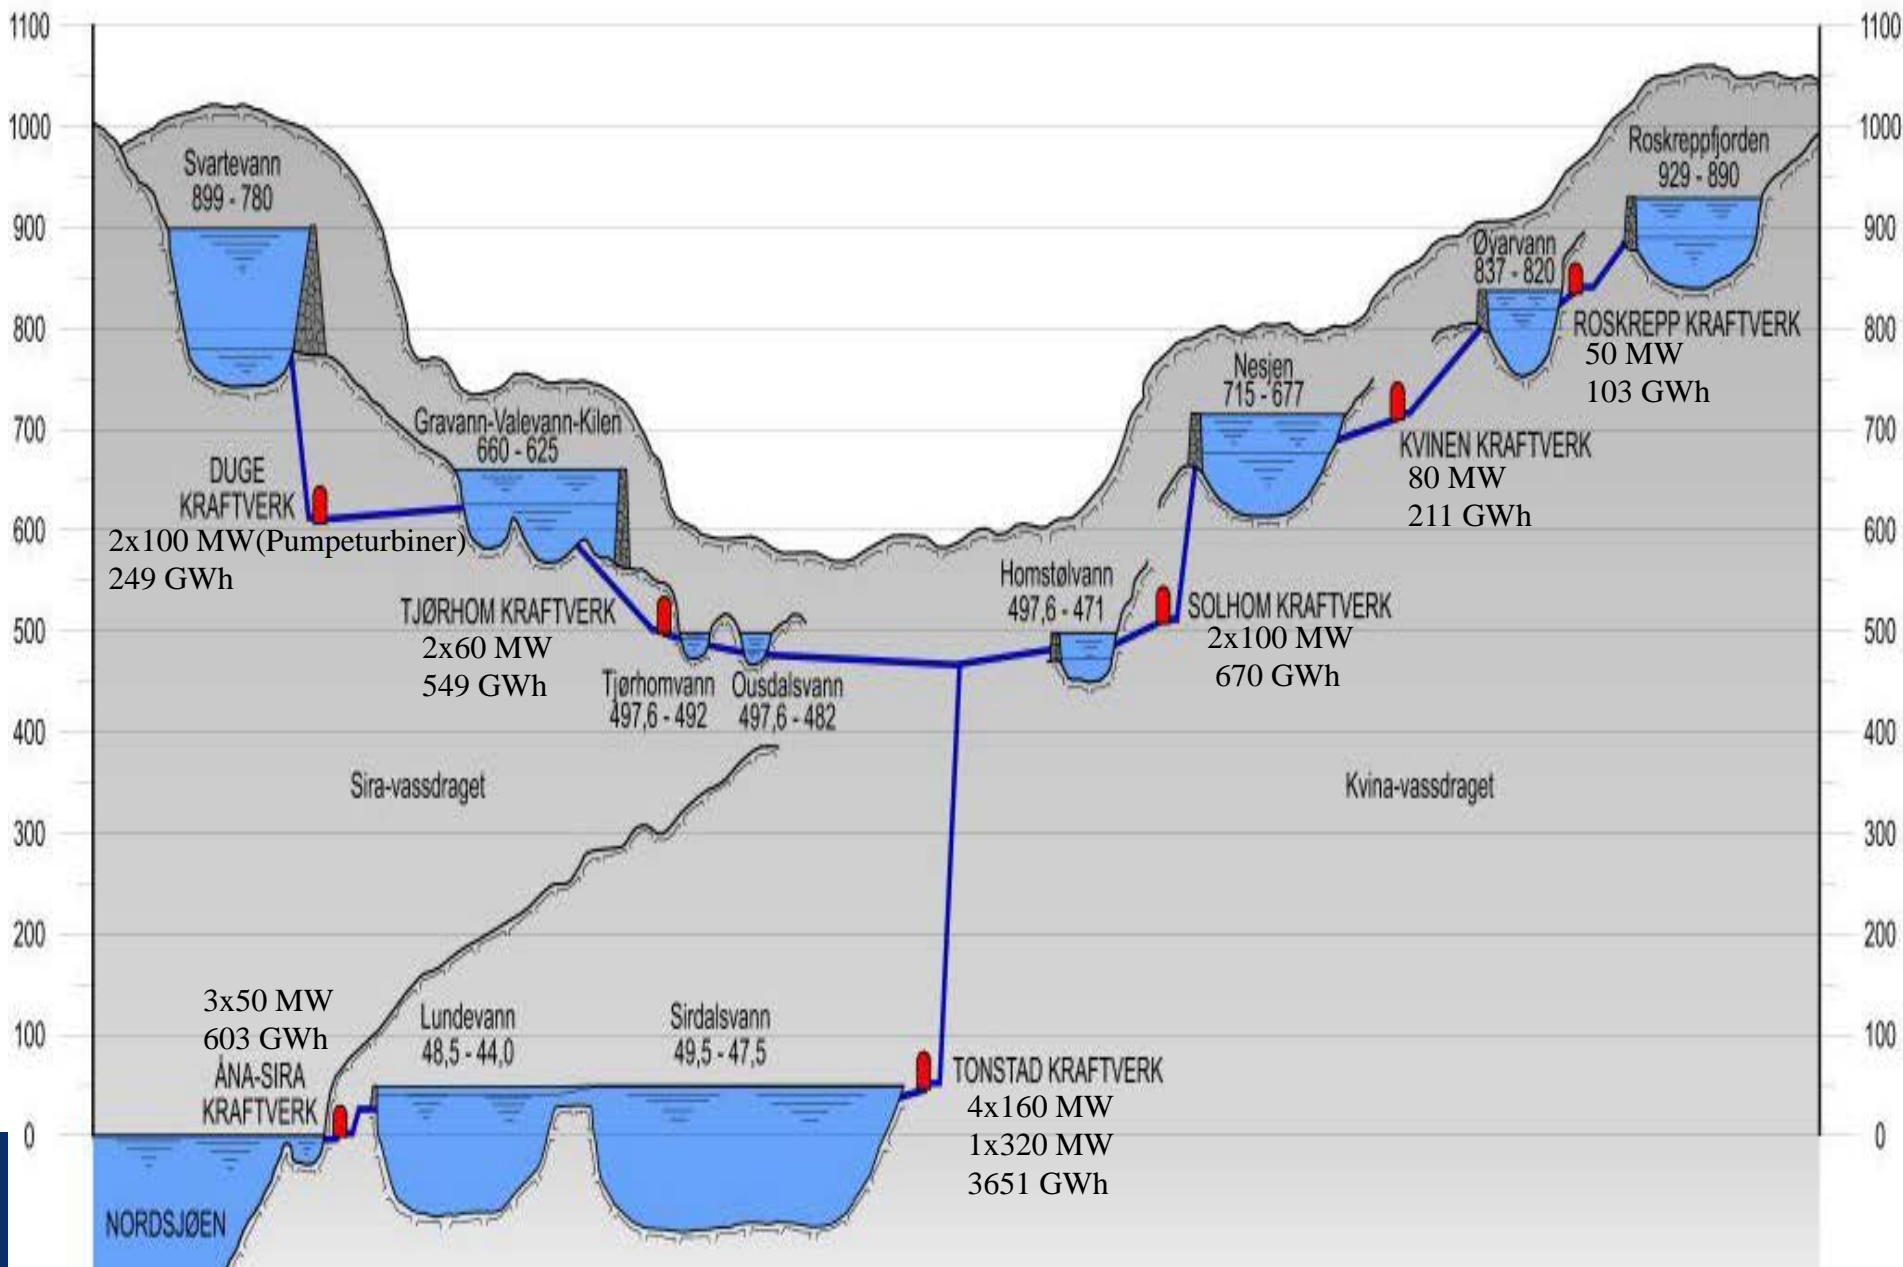 1100
1000
900
800
700
600
500
400
300
200
100
0
1100
1000
900
800
700
600
500
400
300
200
100
0
Svartevann
899 - 780
DUGE
KRAFTVERK
2x100 MW(Pumpeturbiner)
249 GWh
Gravann-Valevann-Kilen
660 - 625
TJØRHOM KRAFTVERK
2x60 MW
549 GWh
Tjørhomvann
497,6 - 492
Ousdalsvann
497,6 - 482
Homstølvann
497,6 - 471
SOLHOM KRAFTVERK
2x100 MW
670 GWh
Nesjen
715 - 677
KVINEN KRAFTVERK
80 MW
211 GWh
Øyarvann
837 - 820
ROSKREPP KRAFTVERK
50 MW
103 GWh
Roskreppfjorden
929 - 890
Sira-vassdraget
Kvina-vassdraget
3x50 MW
603 GWh
ÅNA-SIRA
KRAFTVERK
Lundevann
48,5 - 44,0
Sirdalsvann
49,5 - 47,5
TONSTAD KRAFTVERK
4x160 MW
1x320 MW
3651 GWh
NORDSJØEN